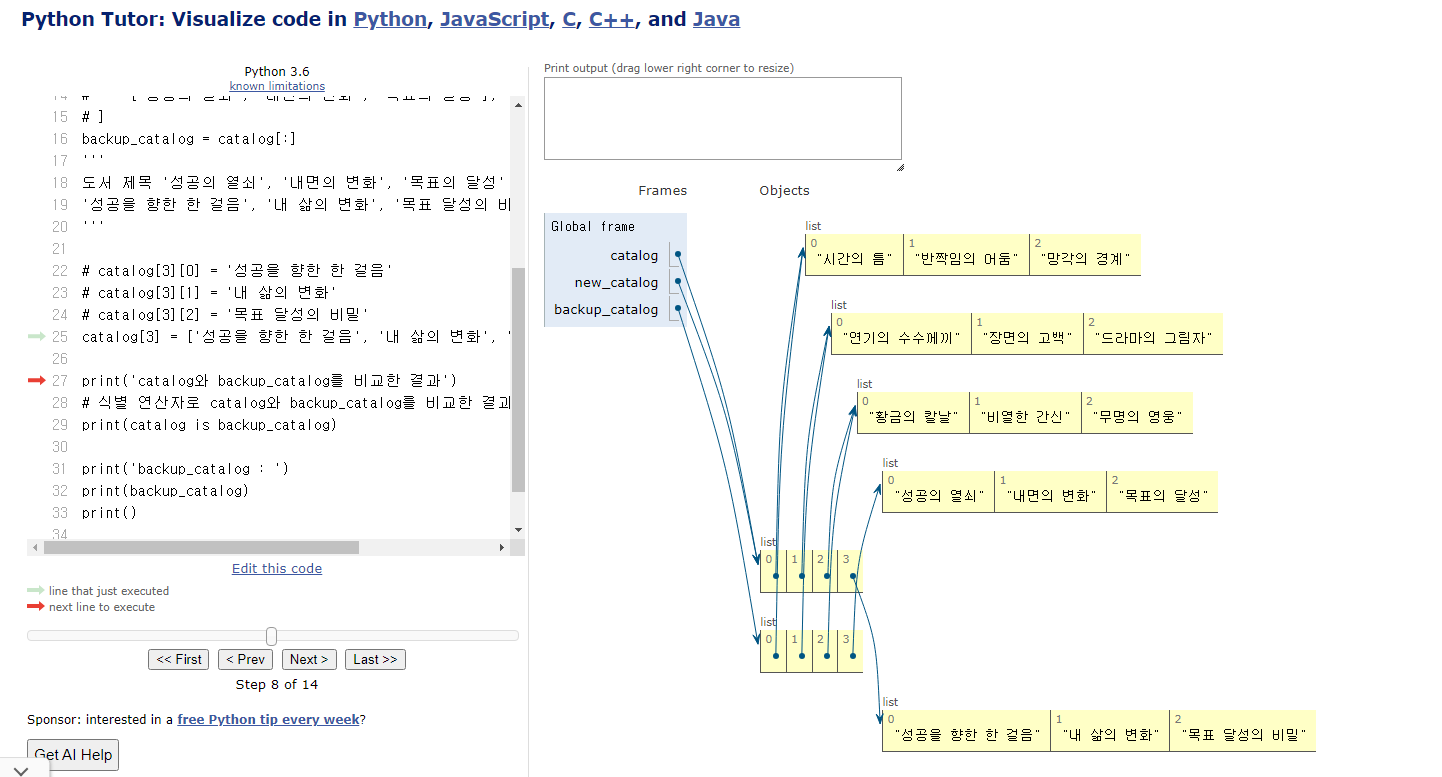 Python Tutor: Visualize code in Python, JavaScript, C, C++, and Java
Python 3.6
known limitations
15 # ]
16 backup_catalog = catalog[:]
17 '''
18 도서 제목 '성공의 열쇠', '내면의 변화', '목표의 달성'
19 '성공을 향한 한 걸음', '내 삶의 변화', '목표 달성의 비
20 '''
21
22 # catalog[3][0] = '성공을 향한 한 걸음'
23 # catalog[3][1] = '내 삶의 변화'
24 # catalog[3][2] = '목표 달성의 비밀'
25 catalog[3] = ['성공을 향한 한 걸음', '내 삶의 변화', '
26
27 print('catalog와 backup_catalog를 비교한 결과')
28 # 식별 연산자로 catalog와 backup_catalog를 비교한 결과
29 print(catalog is backup_catalog)
30
31 print('backup_catalog : ')
32 print(backup_catalog)
33 print()
34
Edit this code
line that just executed
next line to execute
<< First
< Prev
Next >
Last >>
Step 8 of 14
Sponsor: interested in a free Python tip every week?
Get AI Help
Print output (drag lower right corner to resize)
Frames
Objects
Global frame
catalog
new_catalog
backup_catalog
list
0 1 2
"시간의 틈" "반짝임의 어둠" "망각의 경계"
list
0 1 2
"연기의 수수께끼" "장면의 고백" "드라마의 그림자"
list
0 1 2
"황금의 칼날" "비열한 간신" "무명의 영웅"
list
0 1 2
"성공의 열쇠" "내면의 변화" "목표의 달성"
list
0 1 2 3
list
0 1 2 3
list
0 1 2
"성공을 향한 한 걸음" "내 삶의 변화" "목표 달성의 비밀"